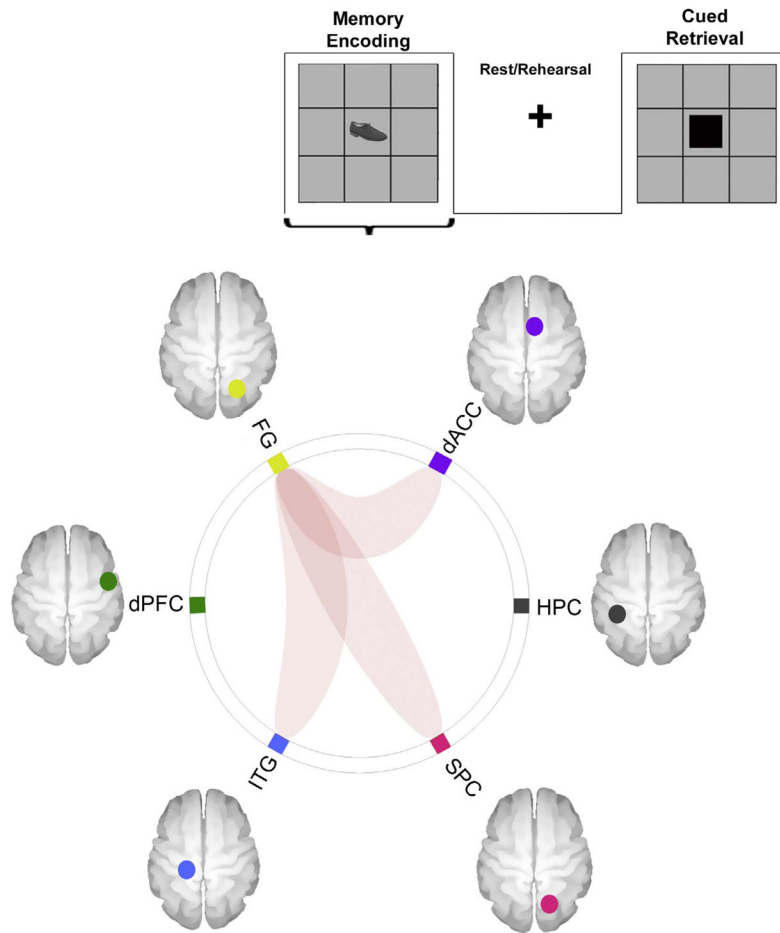 Memory
Encoding
Rest/Rehearsal
+
Cued
Retrieval
FG
dACC
dPFC
HPC
ITG
SPC